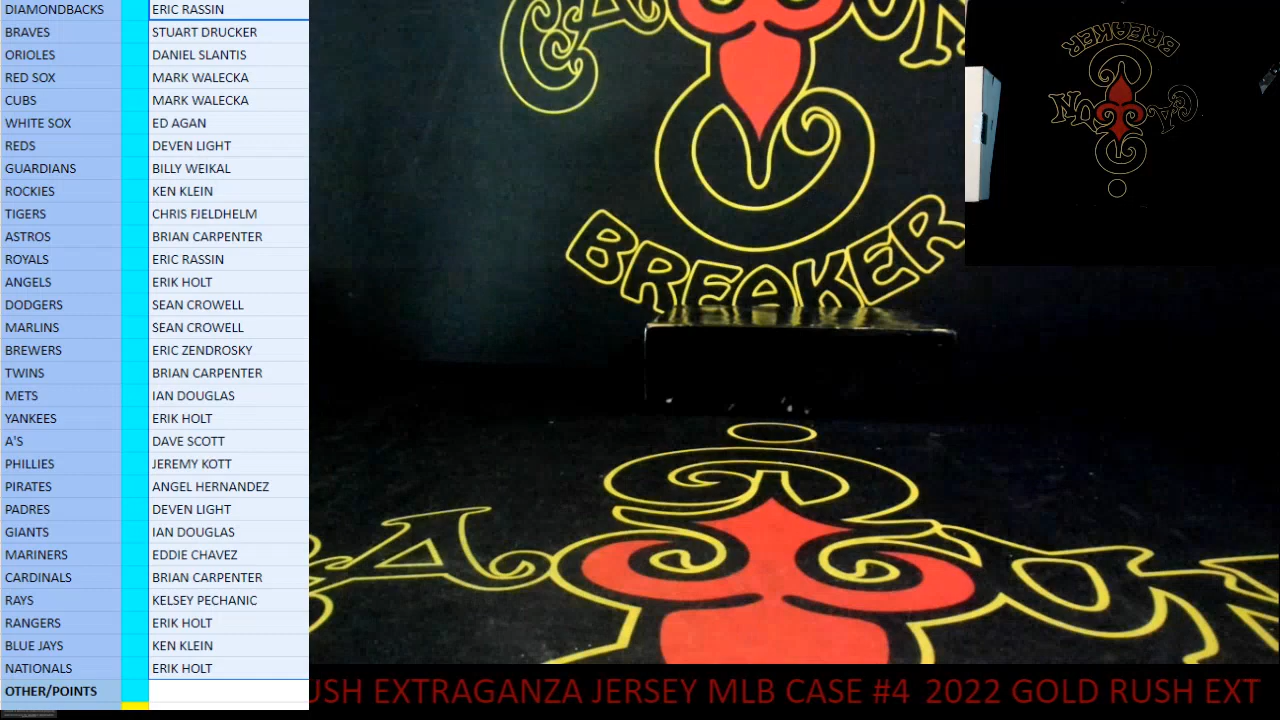 DIAMONDBACKS ERIC RASSIN
BRAVES STUART DRUCKER
ORIOLES DANIEL SLANTIS
RED SOX MARK WALECKA
CUBS MARK WALECKA
WHITE SOX ED AGAN
REDS DEVEN LIGHT
GUARDIANS BILLY WEIKAL
ROCKIES KEN KLEIN
TIGERS CHRIS FJELDHELM
ASTROS BRIAN CARPENTER
ROYALS ERIC RASSIN
ANGELS ERIK HOLT
DODGERS SEAN CROWELL
MARLINS SEAN CROWELL
BREWERS ERIC ZENDROSKY
TWINS BRIAN CARPENTER
METS IAN DOUGLAS
YANKEES ERIK HOLT
A'S DAVE SCOTT
PHILLIES JEREMY KOTT
PIRATES ANGEL HERNANDEZ
PADRES DEVEN LIGHT
GIANTS IAN DOUGLAS
MARINERS EDDIE CHAVEZ
CARDINALS BRIAN CARPENTER
RAYS KELSEY PECHANIC
RANGERS ERIK HOLT
BLUE JAYS KEN KLEIN
NATIONALS ERIK HOLT
OTHER/POINTS
BREAKER
BREAKER
USH EXTRAGANZA JERSEY MLB CASE #4 2022 GOLD RUSH EXT